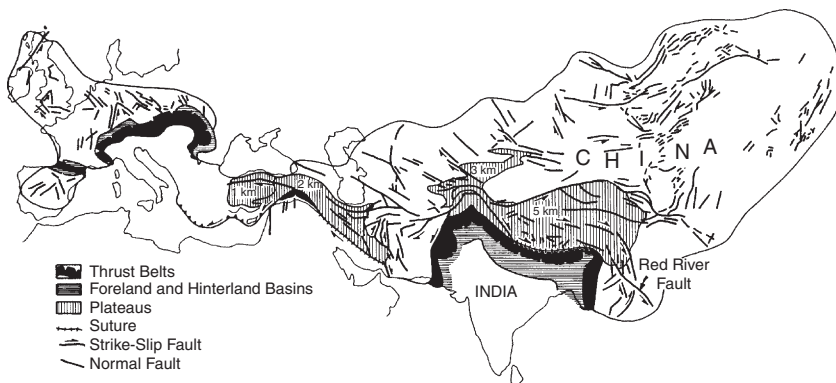 CHINA
3 km
2 km
km
5 km
Red River
Fault
INDIA
Thrust Belts
Foreland and Hinterland Basins
Plateaus
Suture
Strike-Slip Fault
Normal Fault